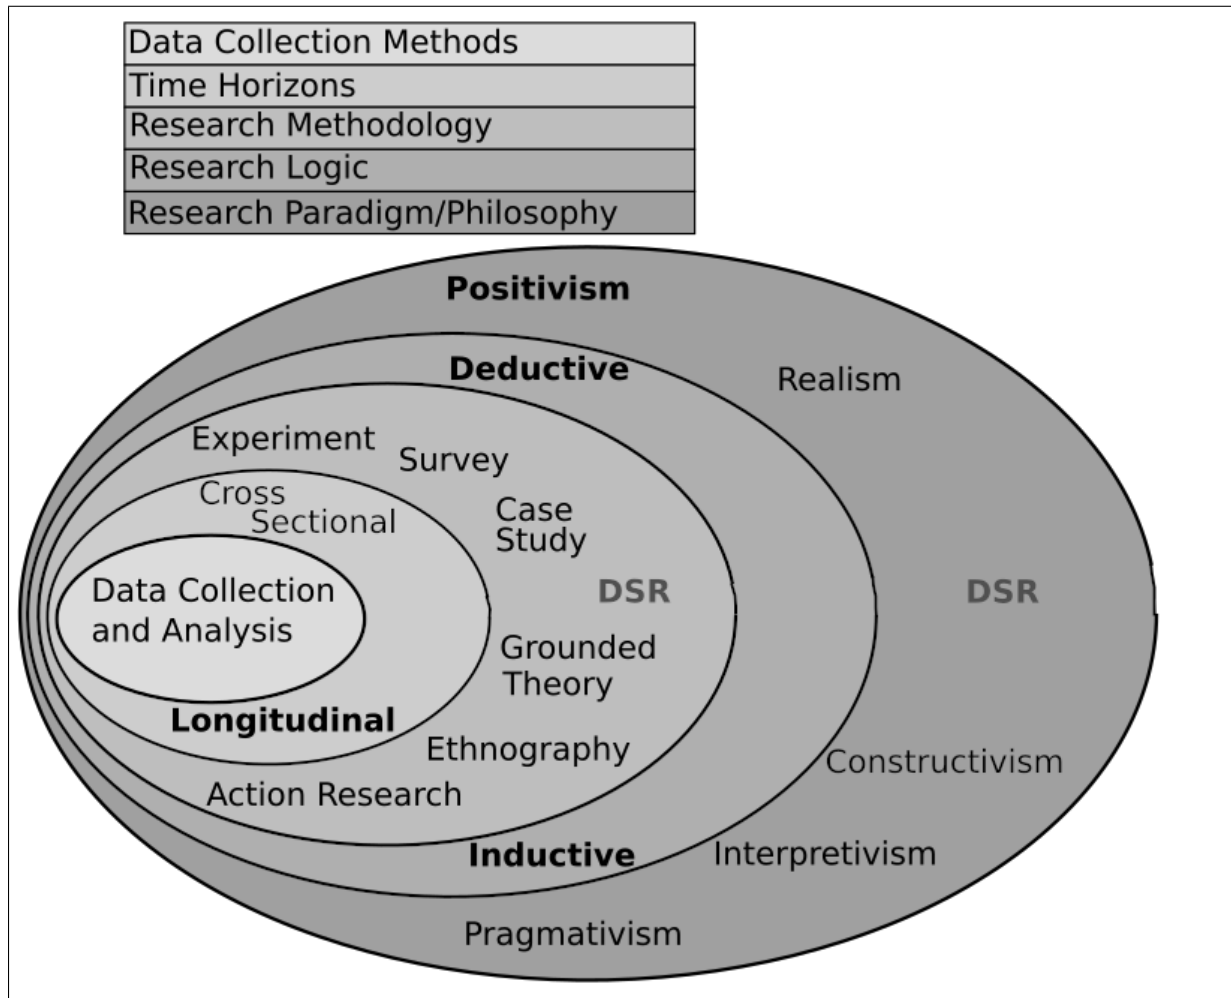 Data Collection Methods
Time Horizons
Research Methodology
Research Logic
Research Paradigm/Philosophy
Positivism
Deductive
Realism
Experiment
Survey
Cross
Sectional
Case
Study
Data Collection
and Analysis
DSR
DSR
Grounded
Theory
Longitudinal
Ethnography
Constructivism
Action Research
Inductive
Interpretivism
Pragmativism